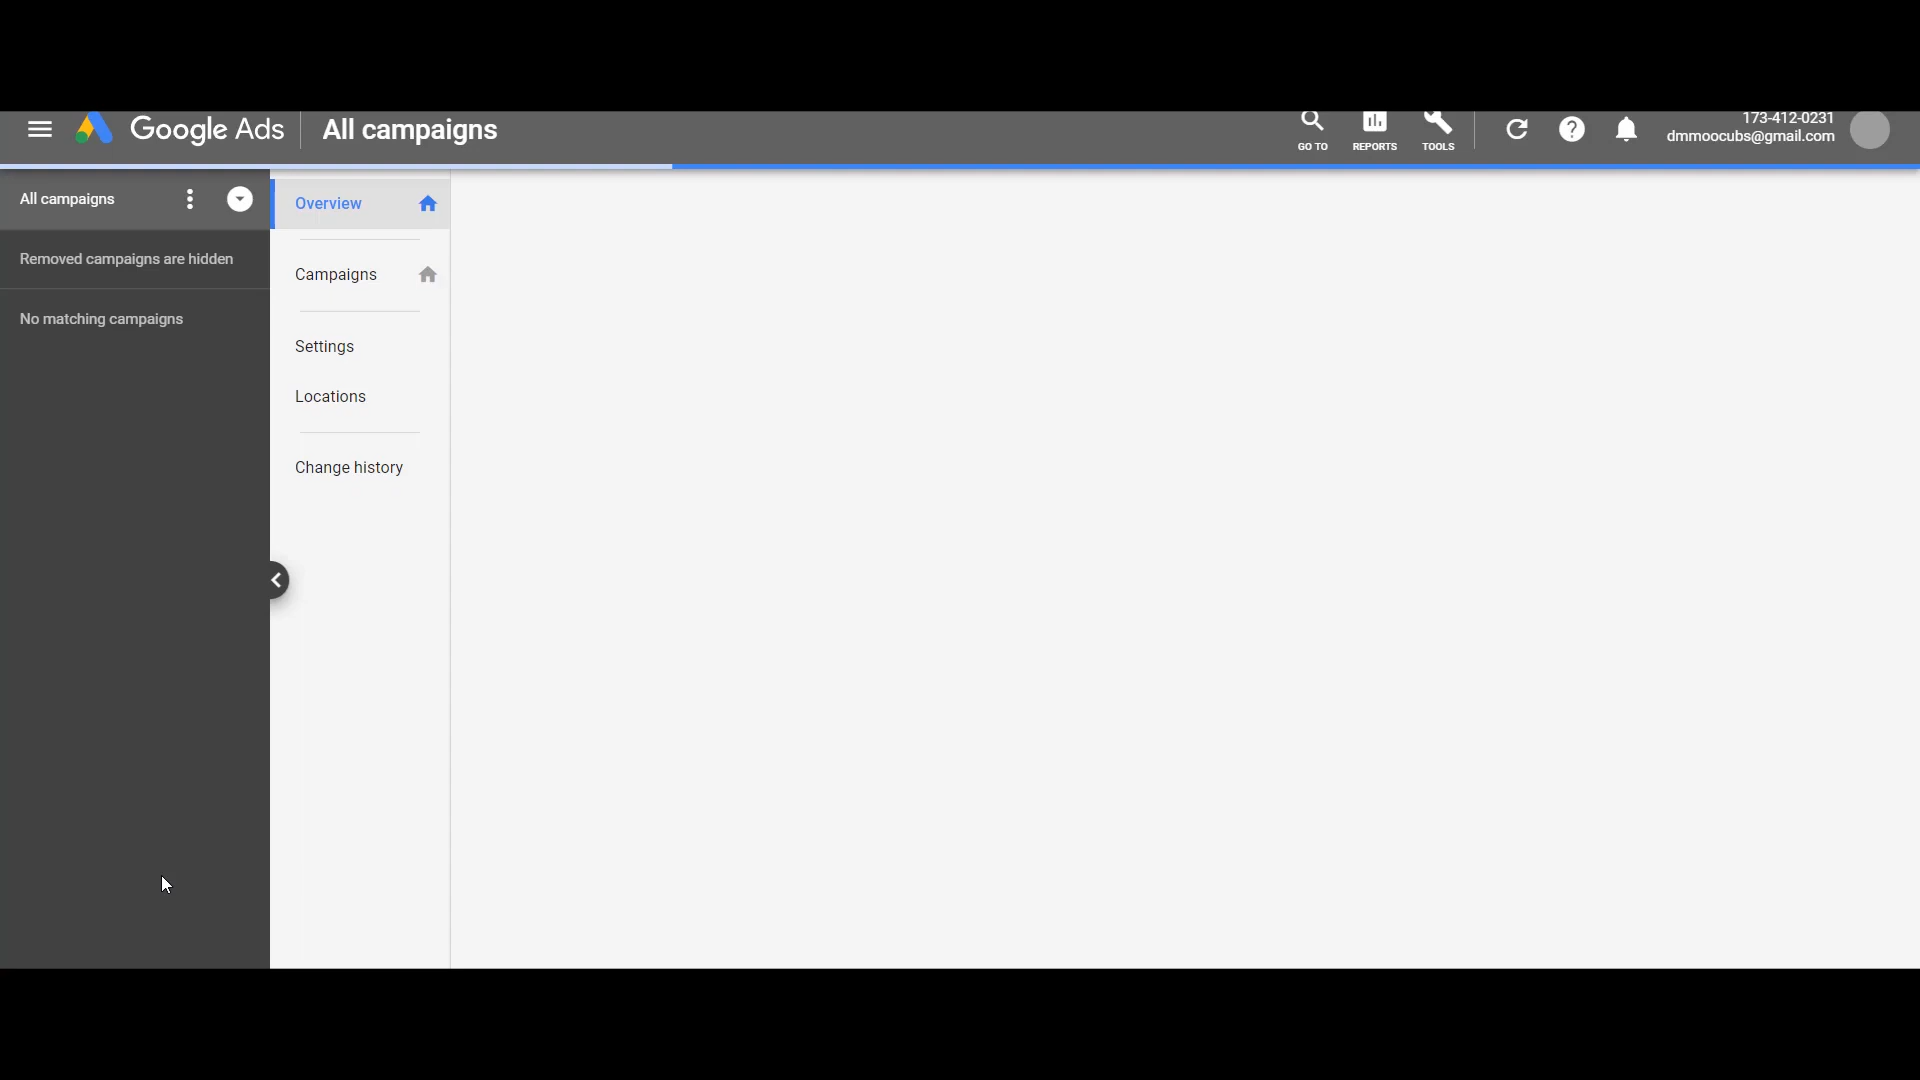 Google Ads
All campaigns
GO TO
REPORTS
TOOLS
173-412-0231
dmmoocubs@gmail.com
All campaigns
Removed campaigns are hidden
No matching campaigns
Overview
Campaigns
Settings
Locations
Change history